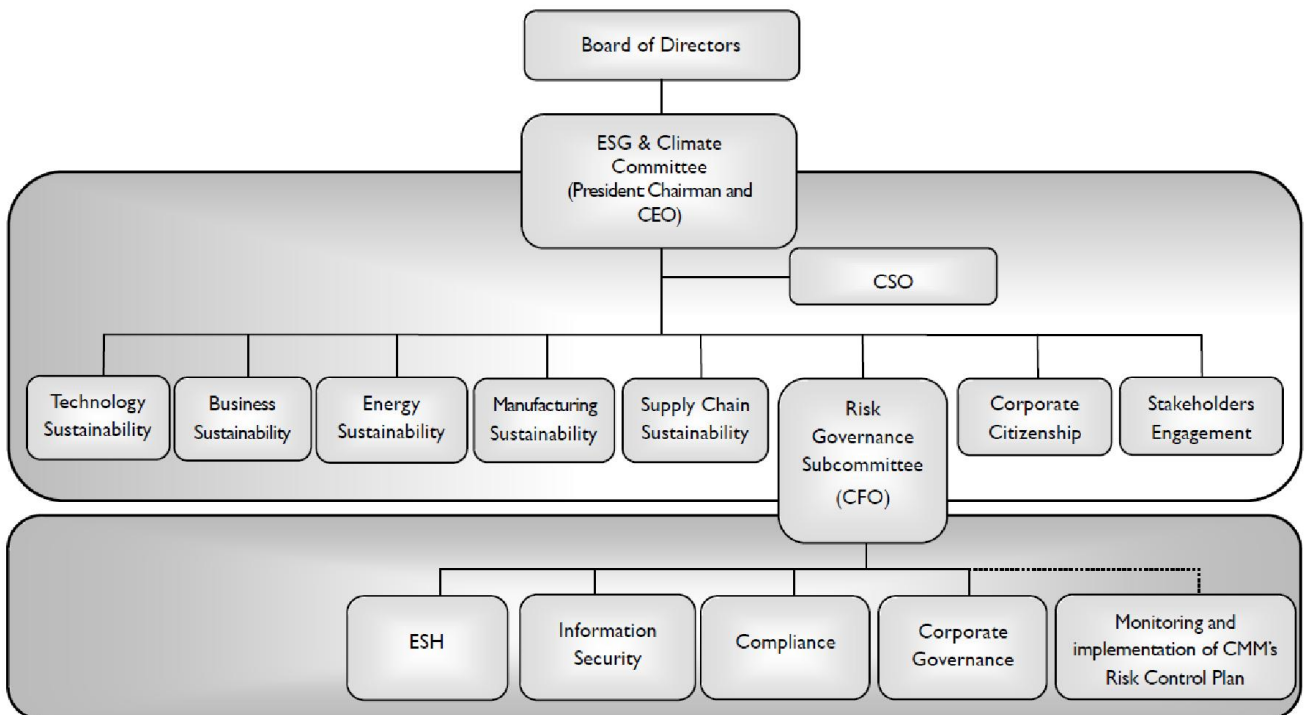 Board of Directors
ESG & Climate
Committee
(President Chairman and
CEO)
CSO
Technology
Sustainability
Business
Sustainability
Energy
Sustainability
Manufacturing
Sustainability
Supply Chain
Sustainability
Risk
Governance
Subcommittee
(CFO)
Corporate
Citizenship
Stakeholders
Engagement
ESH
Information
Security
Compliance
Corporate
Governance
Monitoring and
implementation of CMM's
Risk Control Plan